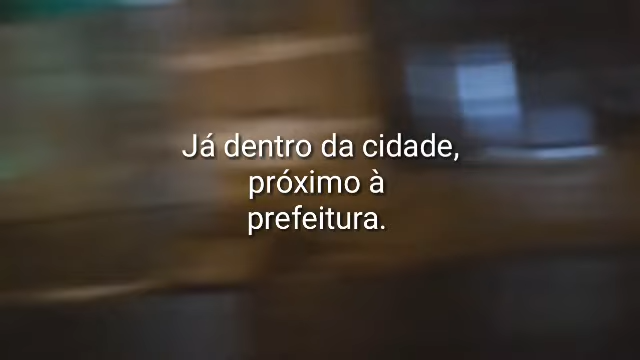 Já dentro da cidade,
próximo à
prefeitura.